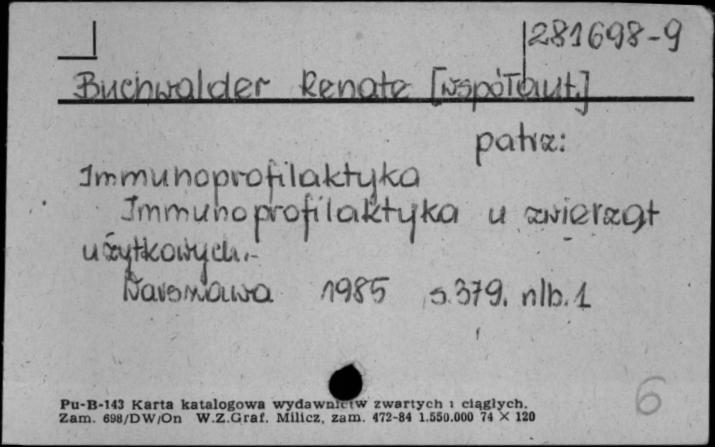 281698-9
Buchwalder Renate [współaut.]
patrz:
Immunoprofilaktyka
Immunoprofilaktyka u zwierząt
użytkowych.-
Warszawa 1985 s.379. nlb.1
Pu-B-143 Karta katalogowa wydawnictw zwartych i ciągłych.
Zam. 698/DW/On W.Z.Graf. Milicz, zam. 472-84 1.550.000 74 × 120
6